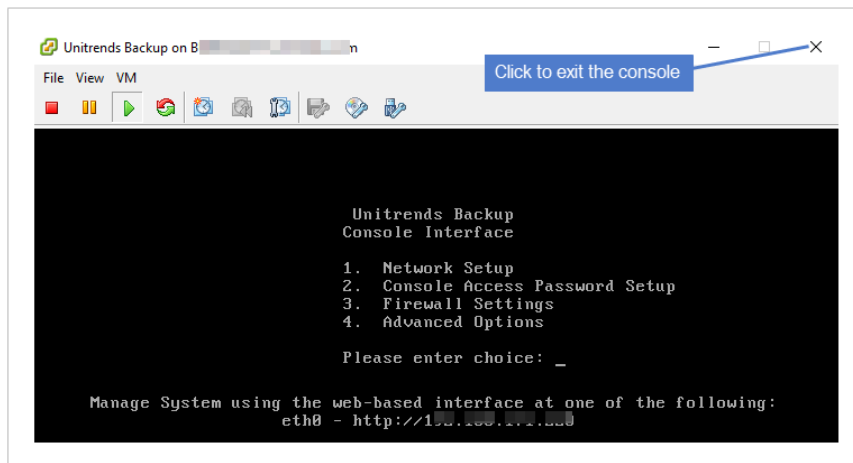 Unitrends Backup on B
File View VM
Click to exit the console
Unitrends Backup
Console Interface
1. Network Setup
2. Console Access Password Setup
3. Firewall Settings
4. Advanced Options
Please enter choice: _
Manage System using the web-based interface at one of the following:
eth0 - http://1